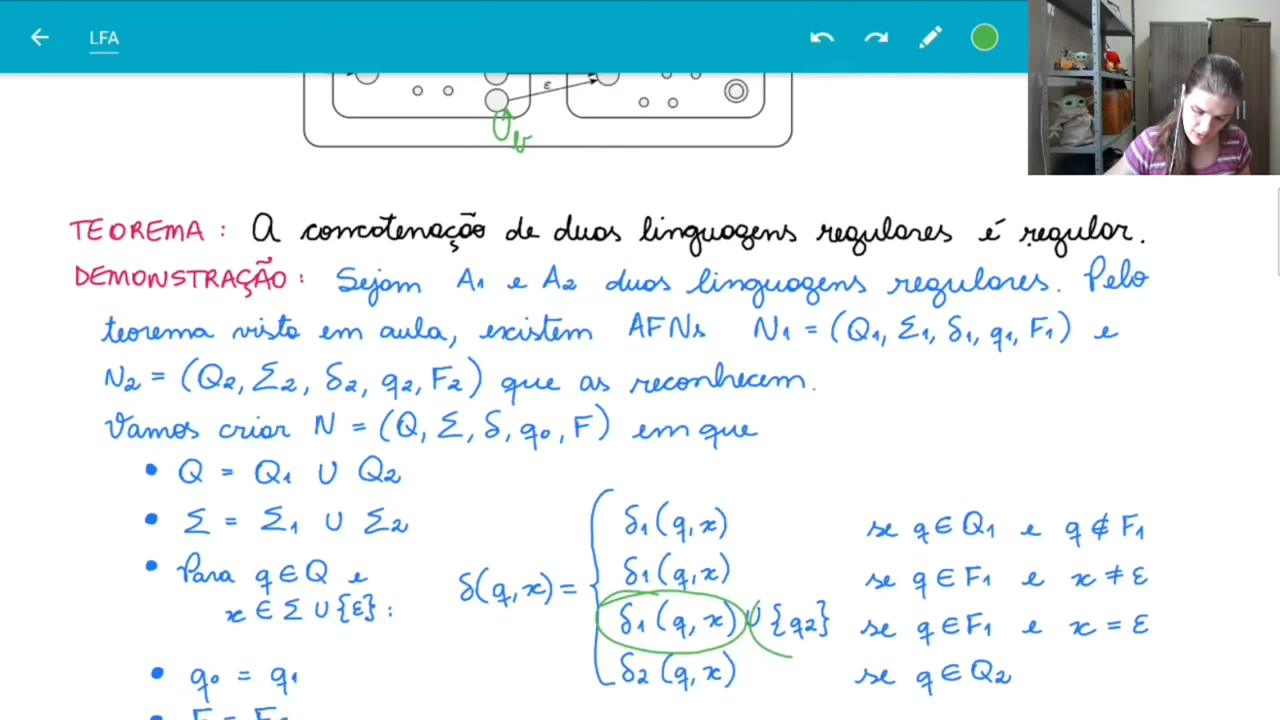 LFA
ε
TEOREMA : A concatenação de duas linguagens regulares é regular.
DEMONSTRAÇÃO : Sejam A1 e A2 duas linguagens regulares. Pelo
teorema visto em aula, existem AFNs N1 = (Q1, Σ1, δ1, q1, F1) e
N2 = (Q2, Σ2, δ2, q2, F2) que as reconhecem.
Vamos criar N = (Q, Σ, δ, q0, F) em que
• Q = Q1 ∪ Q2
• Σ = Σ1 ∪ Σ2
• Para q ∈ Q e
x ∈ Σ ∪ {ε} :
δ(q,x) =
δ1(q,x) se q ∈ Q1 e q ∉ F1
δ1(q,x) se q ∈ F1 e x ≠ ε
δ1(q,x) ∪ {q2} se q ∈ F1 e x = ε
δ2(q,x) se q ∈ Q2
• q0 = q1